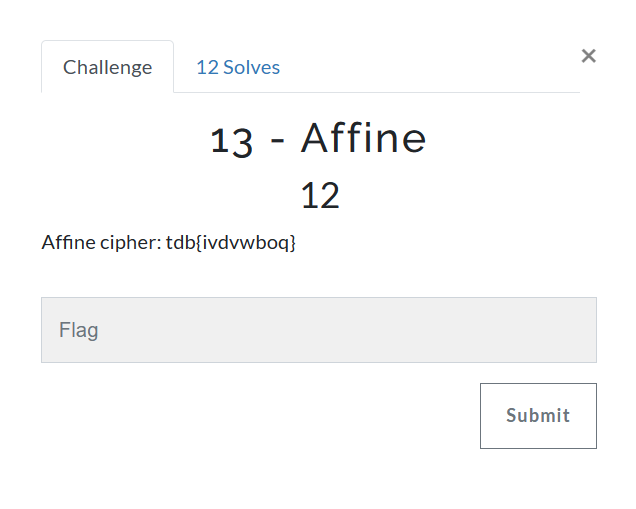 Challenge
12 Solves
×
13 - Affine
12
Affine cipher: tdb{ivdvwboq}
Flag
Submit